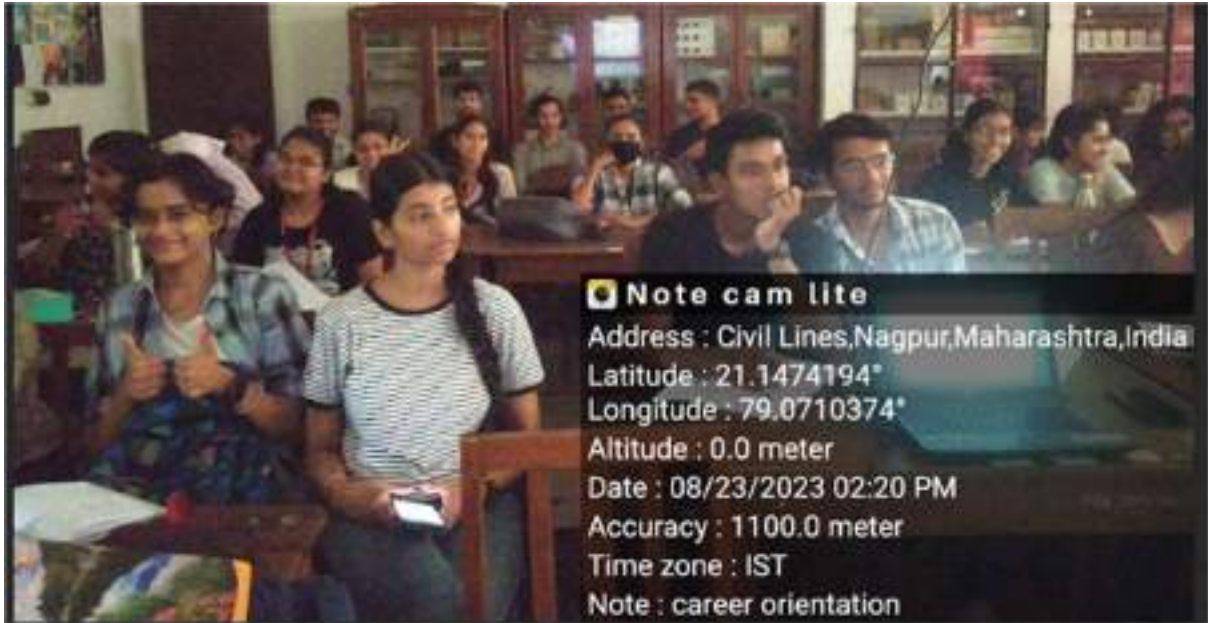 Note cam lite
Address : Civil Lines,Nagpur,Maharashtra,India
Latitude : 21.1474194°
Longitude : 79.0710374°
Altitude : 0.0 meter
Date : 08/23/2023 02:20 PM
Accuracy : 1100.0 meter
Time zone : IST
Note : career orientation